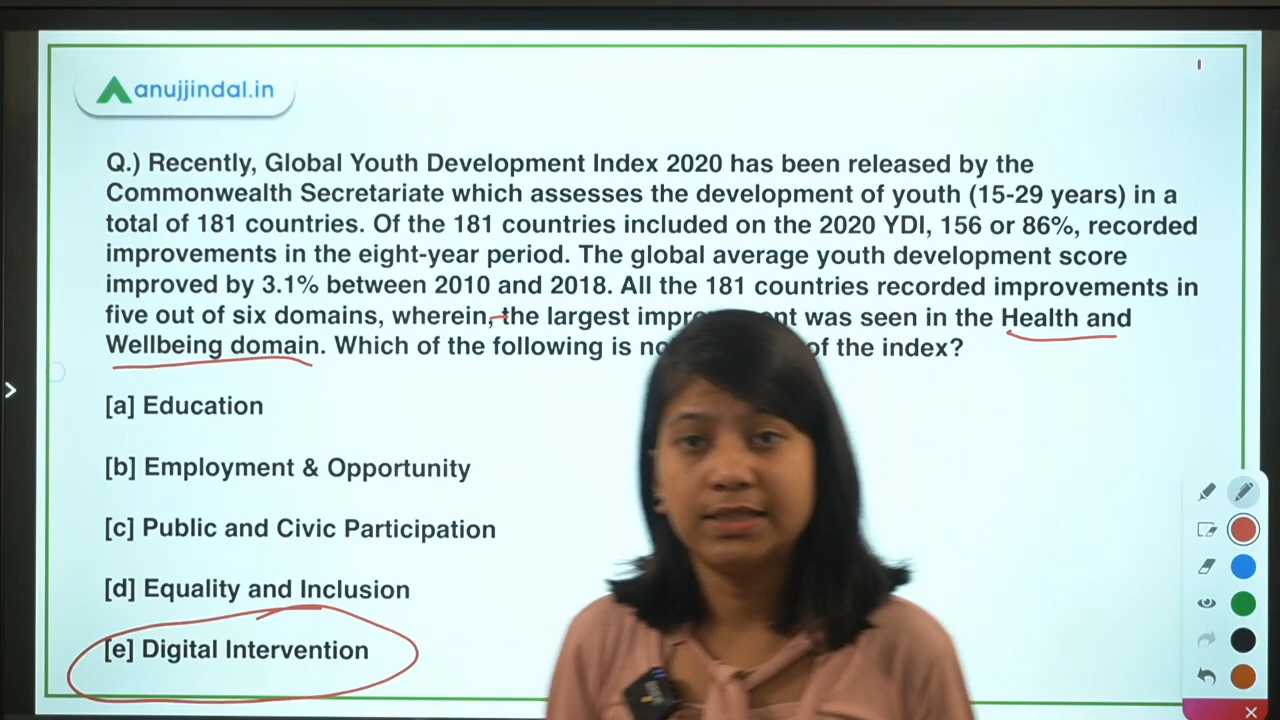 anujjindal.in
Q.) Recently, Global Youth Development Index 2020 has been released by the
Commonwealth Secretariate which assesses the development of youth (15-29 years) in a
total of 181 countries. Of the 181 countries included on the 2020 YDI, 156 or 86%, recorded
improvements in the eight-year period. The global average youth development score
improved by 3.1% between 2010 and 2018. All the 181 countries recorded improvements in
five out of six domains, wherein, the largest was seen in the Health and
Wellbeing domain. Which of the following is of the index?
[a] Education
[b] Employment & Opportunity
[c] Public and Civic Participation
[d] Equality and Inclusion
[e] Digital Intervention